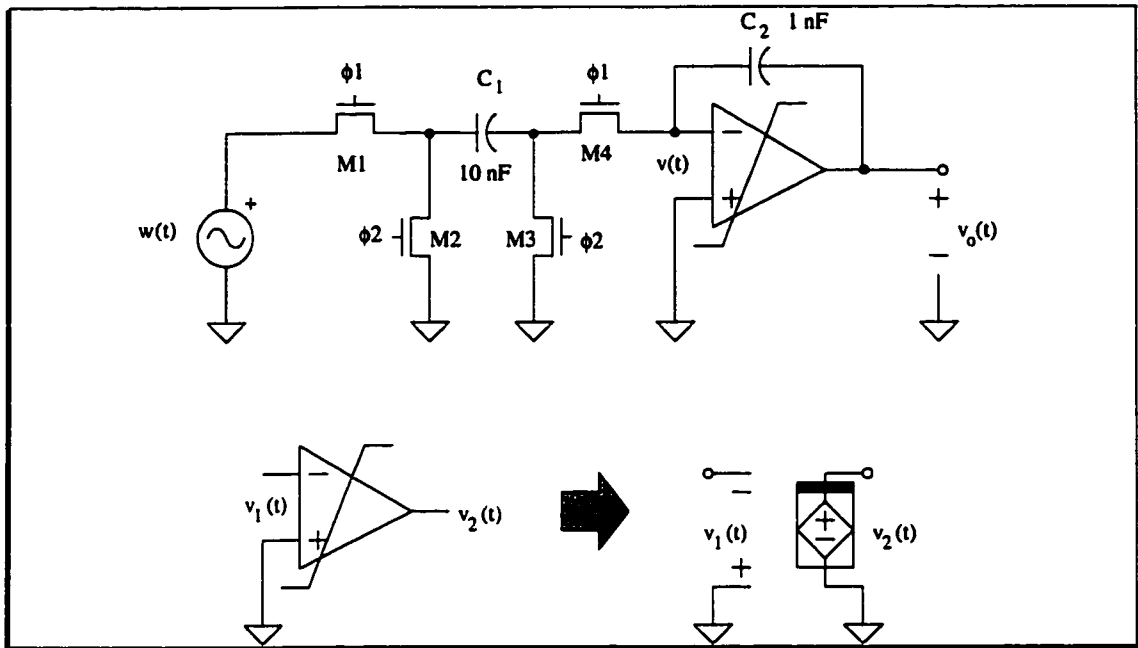 C2 1 nF
ϕ1
C1
ϕ1
M1
10 nF
M4
v(t)
−
+
w(t)
+
ϕ2
M2
M3
ϕ2
+
vo(t)
−
v1(t)
−
+
v2(t)
−
v1(t)
+
+
−
v2(t)